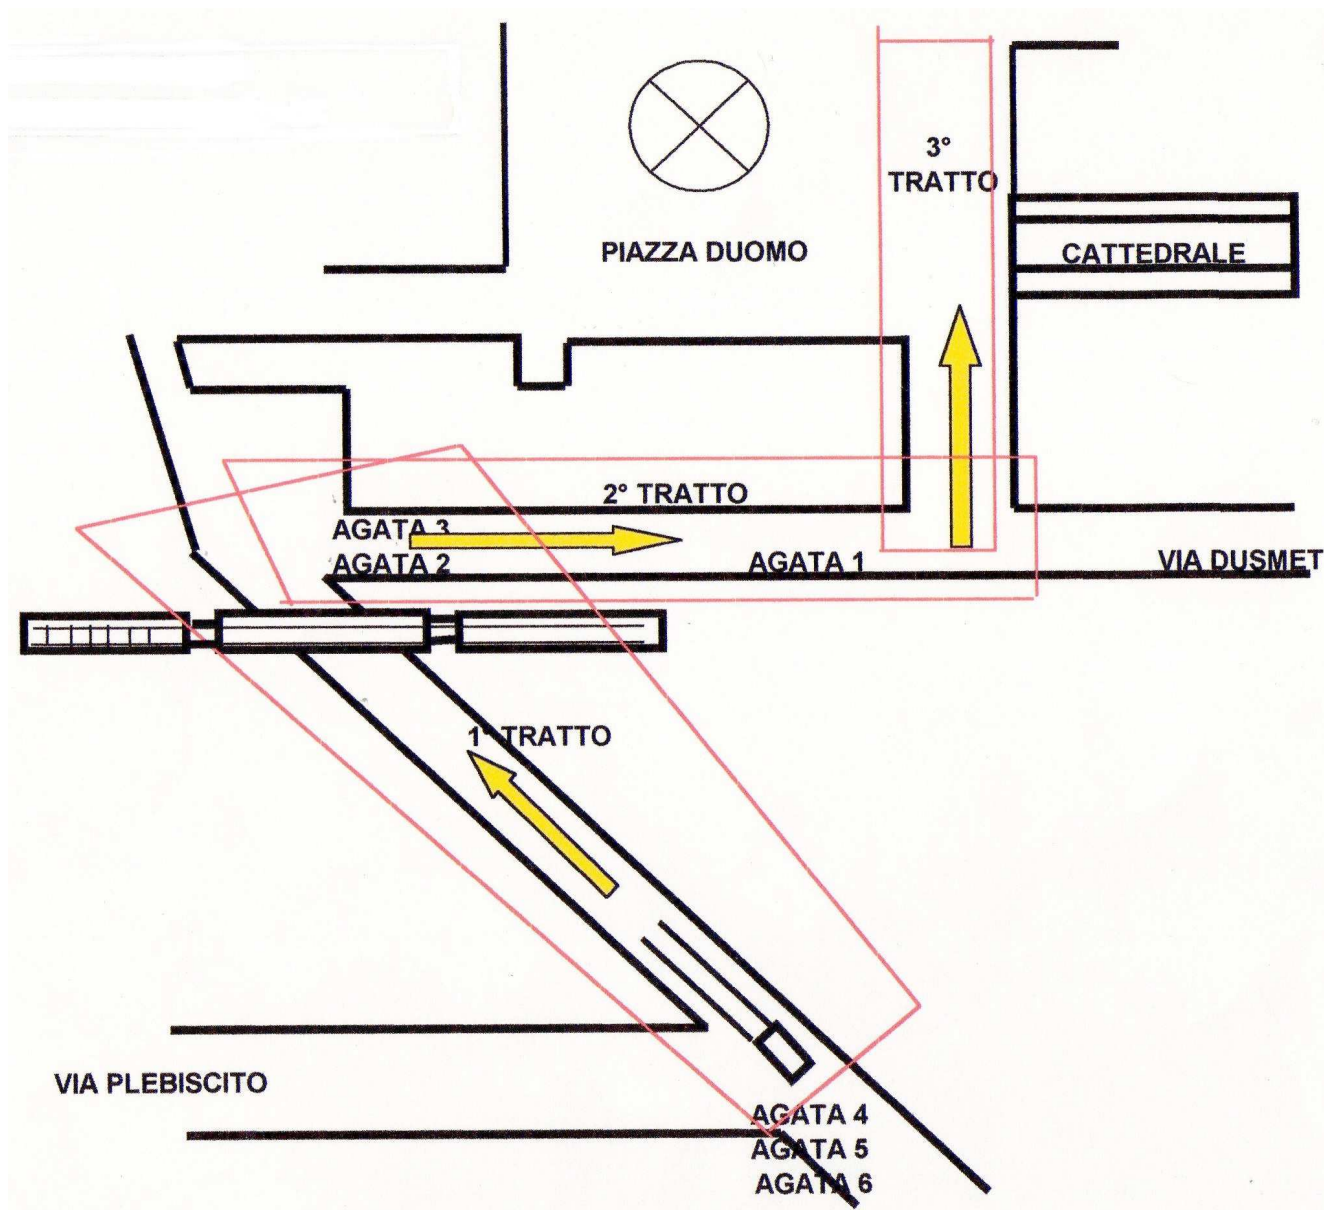 3°
TRATTO
PIAZZA DUOMO
CATTEDRALE
2° TRATTO
AGATA 3
AGATA 2
AGATA 1
VIA DUSMET
1° TRATTO
VIA PLEBISCITO
AGATA 4
AGATA 5
AGATA 6